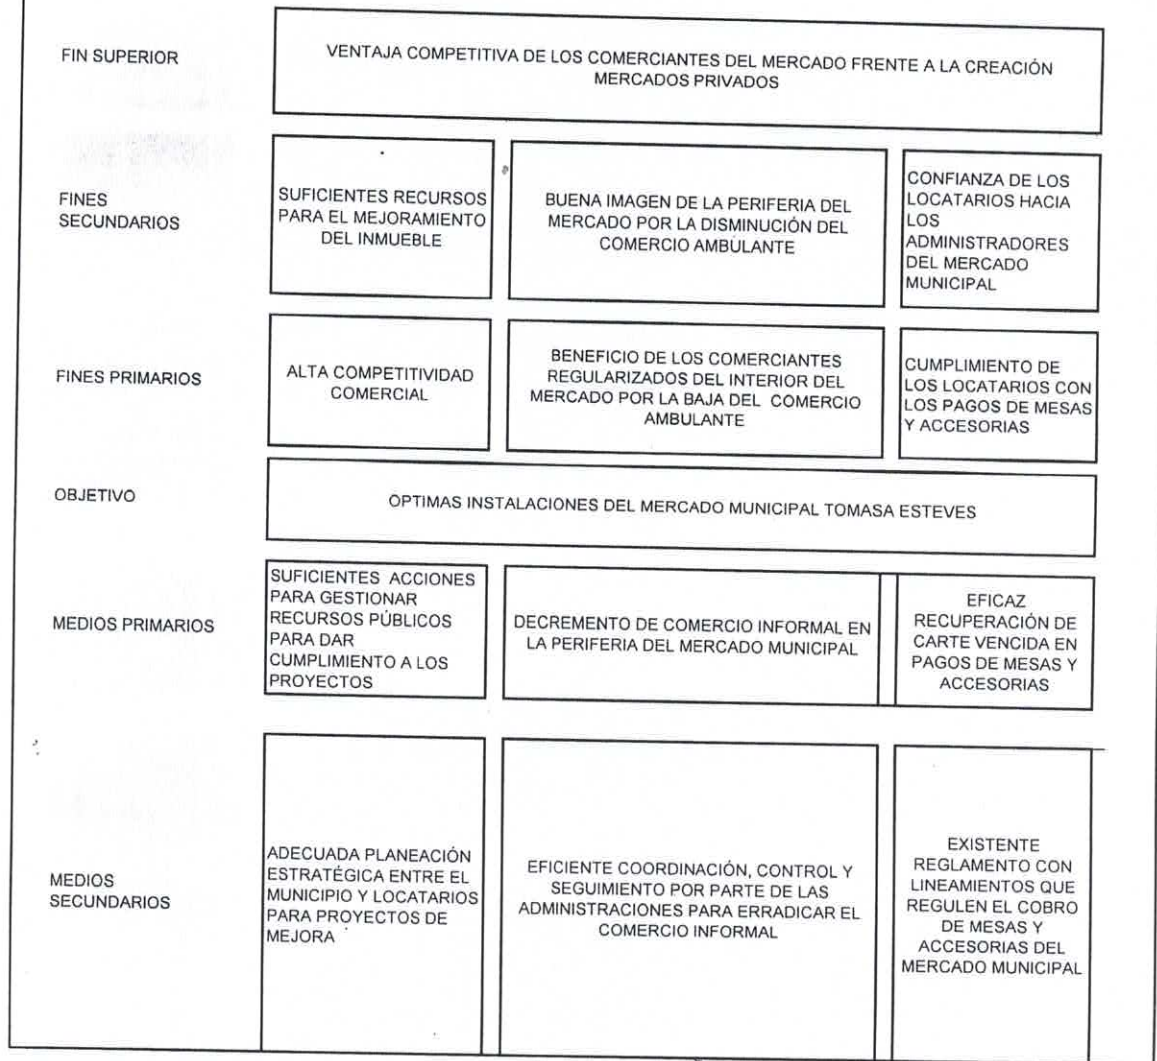 FIN SUPERIOR
VENTAJA COMPETITIVA DE LOS COMERCIANTES DEL MERCADO FRENTE A LA CREACIÓN
MERCADOS PRIVADOS
FINES
SECUNDARIOS
SUFICIENTES RECURSOS
PARA EL MEJORAMIENTO
DEL INMUEBLE
BUENA IMAGEN DE LA PERIFERIA DEL
MERCADO POR LA DISMINUCIÓN DEL
COMERCIO AMBULANTE
CONFIANZA DE LOS
LOCATARIOS HACIA
LOS
ADMINISTRADORES
DEL MERCADO
MUNICIPAL
FINES PRIMARIOS
ALTA COMPETITIVIDAD
COMERCIAL
BENEFICIO DE LOS COMERCIANTES
REGULARIZADOS DEL INTERIOR DEL
MERCADO POR LA BAJA DEL COMERCIO
AMBULANTE
CUMPLIMIENTO DE
LOS LOCATARIOS CON
LOS PAGOS DE MESAS
Y ACCESORIAS
OBJETIVO
OPTIMAS INSTALACIONES DEL MERCADO MUNICIPAL TOMASA ESTEVES
MEDIOS PRIMARIOS
SUFICIENTES ACCIONES
PARA GESTIONAR
RECURSOS PÚBLICOS
PARA DAR
CUMPLIMIENTO A LOS
PROYECTOS
DECREMENTO DE COMERCIO INFORMAL EN
LA PERIFERIA DEL MERCADO MUNICIPAL
EFICAZ
RECUPERACIÓN DE
CARTE VENCIDA EN
PAGOS DE MESAS Y
ACCESORIAS
MEDIOS
SECUNDARIOS
ADECUADA PLANEACIÓN
ESTRATÉGICA ENTRE EL
MUNICIPIO Y LOCATARIOS
PARA PROYECTOS DE
MEJORA
EFICIENTE COORDINACIÓN, CONTROL Y
SEGUIMIENTO POR PARTE DE LAS
ADMINISTRACIONES PARA ERRADICAR EL
COMERCIO INFORMAL
EXISTENTE
REGLAMENTO CON
LINEAMIENTOS QUE
REGULEN EL COBRO
DE MESAS Y
ACCESORIAS DEL
MERCADO MUNICIPAL